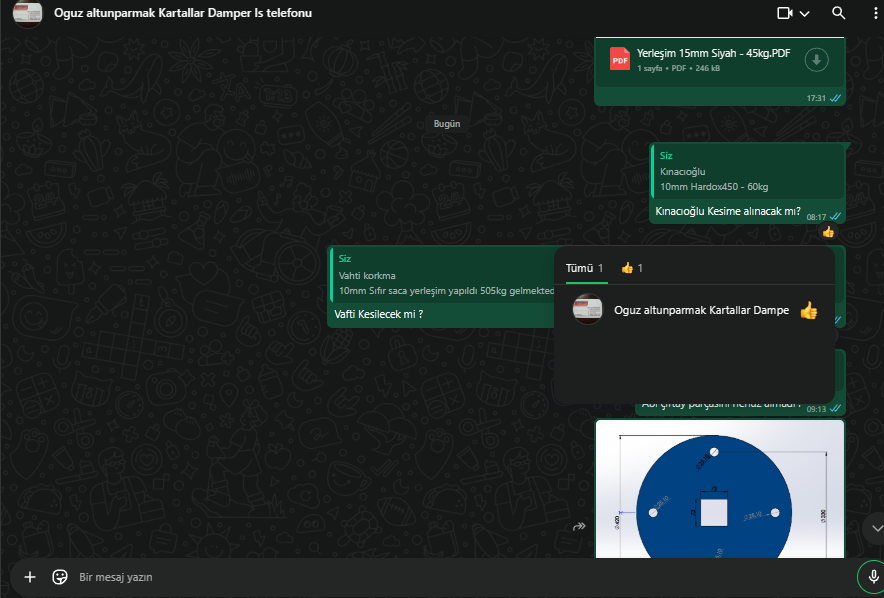 Oguz altunparmak Kartallar Damper Is telefonu
PDF
Yerleşim 15mm Siyah - 45kg.PDF
1 sayfa • PDF • 246 kB
17:31
Bugün
Siz
Kınacıoğlu
10mm Hardox450 - 60kg
Kınacıoğlu Kesime alınacak mı?
08:17
Siz
Vahti korkma
10mm Sıfır saca yerleşim yapıldı 505kg gelmekted
Vafti Kesilecek mi ?
Tümü 1
👍 1
Oguz altunparmak Kartallar Dampe
Abi çiftay parçasını henüz almadı?
09:13
Bir mesaj yazın